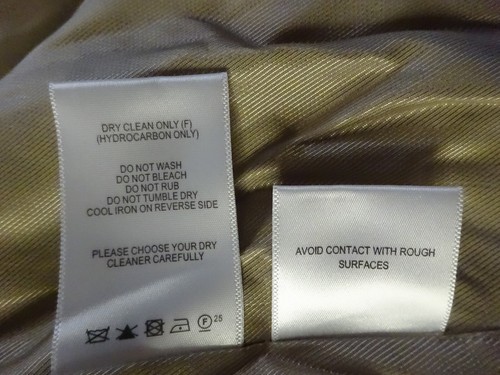 DRY CLEAN ONLY (F)
(HYDROCARBON ONLY)
DO NOT WASH
DO NOT BLEACH
DO NOT RUB
DO NOT TUMBLE DRY
COOL IRON ON REVERSE SIDE
PLEASE CHOOSE YOUR DRY
CLEANER CAREFULLY
F 25
AVOID CONTACT WITH ROUGH
SURFACES